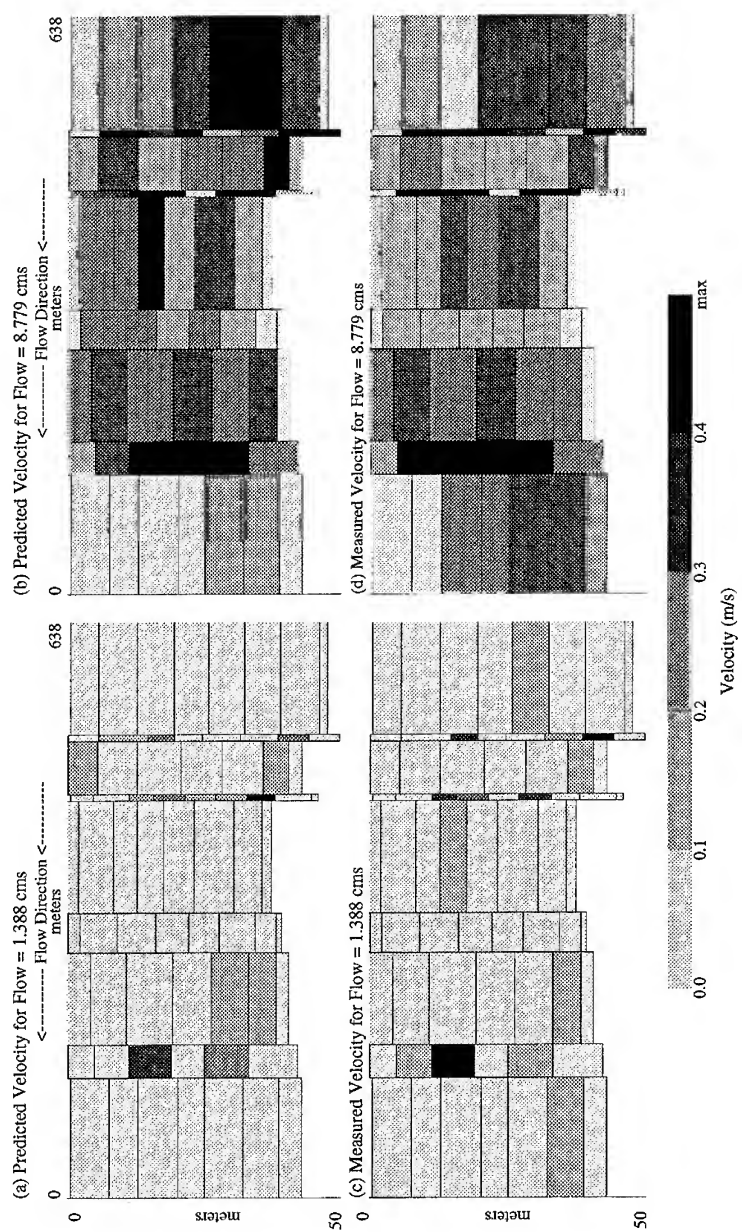 (a) Predicted Velocity for Flow = 1.388 cms
<---------- Flow Direction <----------
meters
0
638
0
meters
50
(b) Predicted Velocity for Flow = 8.779 cms
<---------- Flow Direction <----------
meters
0
638
(c) Measured Velocity for Flow = 1.388 cms
0
meters
50
(d) Measured Velocity for Flow = 8.779 cms
0.0
0.1
0.2
0.3
0.4
max
Velocity (m/s)